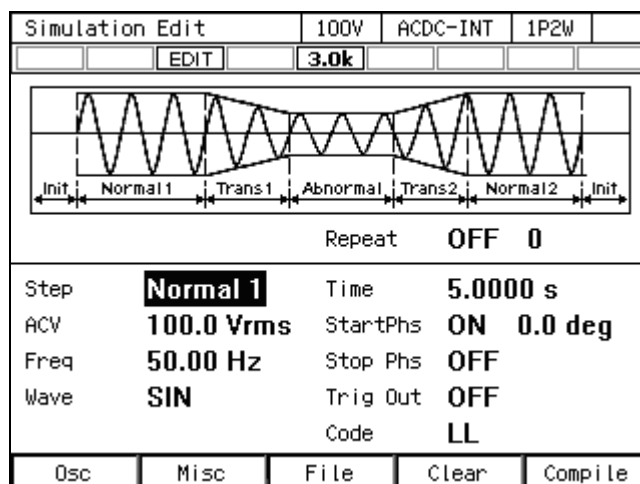 Simulation Edit 100V ACDC-INT 1P2W
EDIT 3.0k
Init Normal1 Trans1 Abnormal Trans2 Normal2 Init
Repeat OFF 0
Step Normal 1 Time 5.0000 s
ACV 100.0 Vrms StartPhs ON 0.0 deg
Freq 50.00 Hz Stop Phs OFF
Wave SIN Trig Out OFF
Code LL
Osc Misc File Clear Compile